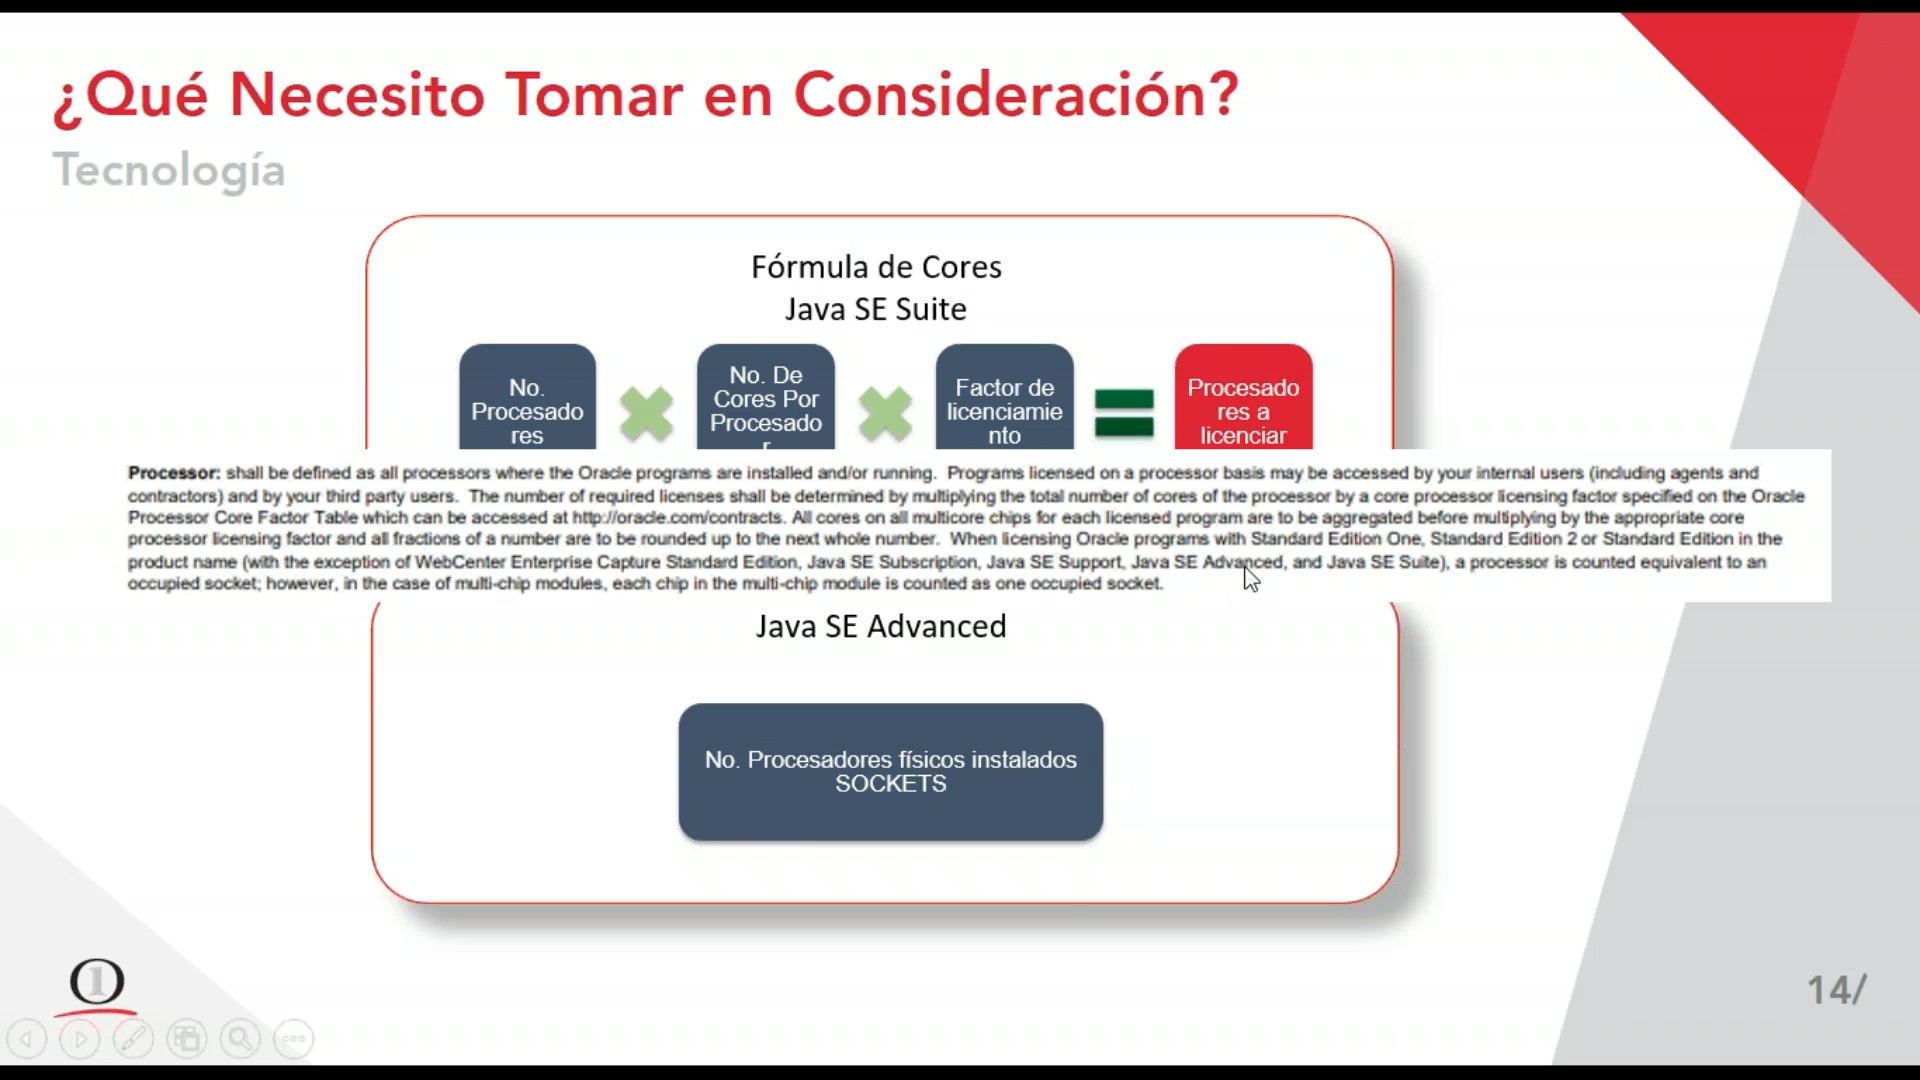 ¿Qué Necesito Tomar en Consideración?
Tecnología
Fórmula de Cores
Java SE Suite
No.
Procesado
res
No. De
Cores Por
Procesado
r
Factor de
licenciamie
nto
Procesado
res a
licenciar
Processor: shall be defined as all processors where the Oracle programs are installed and/or running. Programs licensed on a processor basis may be accessed by your internal users (including agents and
contractors) and by your third party users. The number of required licenses shall be determined by multiplying the total number of cores of the processor by a core processor licensing factor specified on the Oracle
Processor Core Factor Table which can be accessed at http://oracle.com/contracts. All cores on all multicore chips for each licensed program are to be aggregated before multiplying by the appropriate core
processor licensing factor and all fractions of a number are to be rounded up to the next whole number. When licensing Oracle programs with Standard Edition One, Standard Edition 2 or Standard Edition in the
product name (with the exception of WebCenter Enterprise Capture Standard Edition, Java SE Subscription, Java SE Support, Java SE Advanced, and Java SE Suite), a processor is counted equivalent to an
occupied socket; however, in the case of multi-chip modules, each chip in the multi-chip module is counted as one occupied socket.
Java SE Advanced
No. Procesadores físicos instalados
SOCKETS
14/